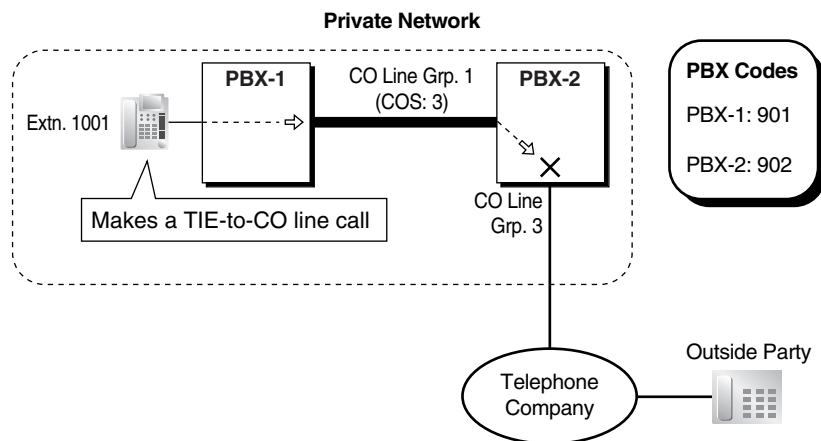 Private Network
PBX-1
CO Line Grp. 1
(COS: 3)
PBX-2
Extn. 1001
Makes a TIE-to-CO line call
CO Line
Grp. 3
PBX Codes
PBX-1: 901
PBX-2: 902
Telephone
Company
Outside Party